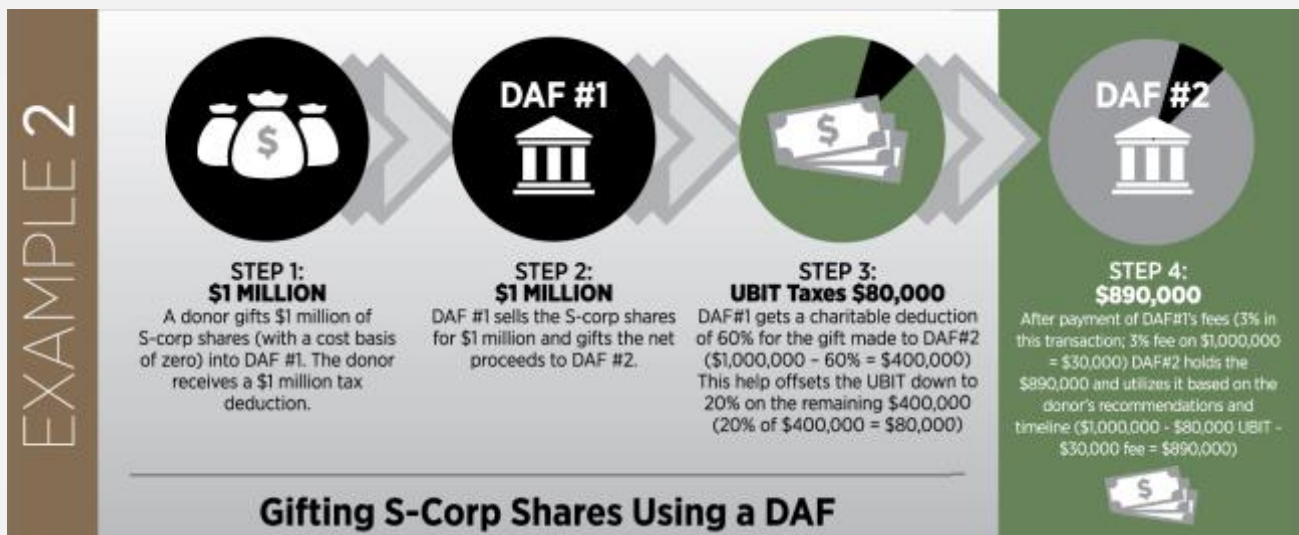 EXAMPLE 2
STEP 1:
$1 MILLION
A donor gifts $1 million of
S-corp shares (with a cost basis
of zero) into DAF #1. The donor
receives a $1 million tax
deduction.
DAF #1
STEP 2:
$1 MILLION
DAF #1 sells the S-corp shares
for $1 million and gifts the net
proceeds to DAF #2.
$
STEP 3:
UBIT Taxes $80,000
DAF#1 gets a charitable deduction
of 60% for the gift made to DAF#2
($1,000,000 – 60% = $400,000)
This help offsets the UBIT down to
20% on the remaining $400,000
(20% of $400,000 = $80,000)
DAF #2
STEP 4:
$890,000
After payment of DAF#1's fees (3% in
this transaction; 3% fee on $1,000,000
= $30,000) DAF#2 holds the
$890,000 and utilizes it based on the
donor's recommendations and
timeline ($1,000,000 - $80,000 UBIT -
$30,000 fee = $890,000)
$
Gifting S-Corp Shares Using a DAF